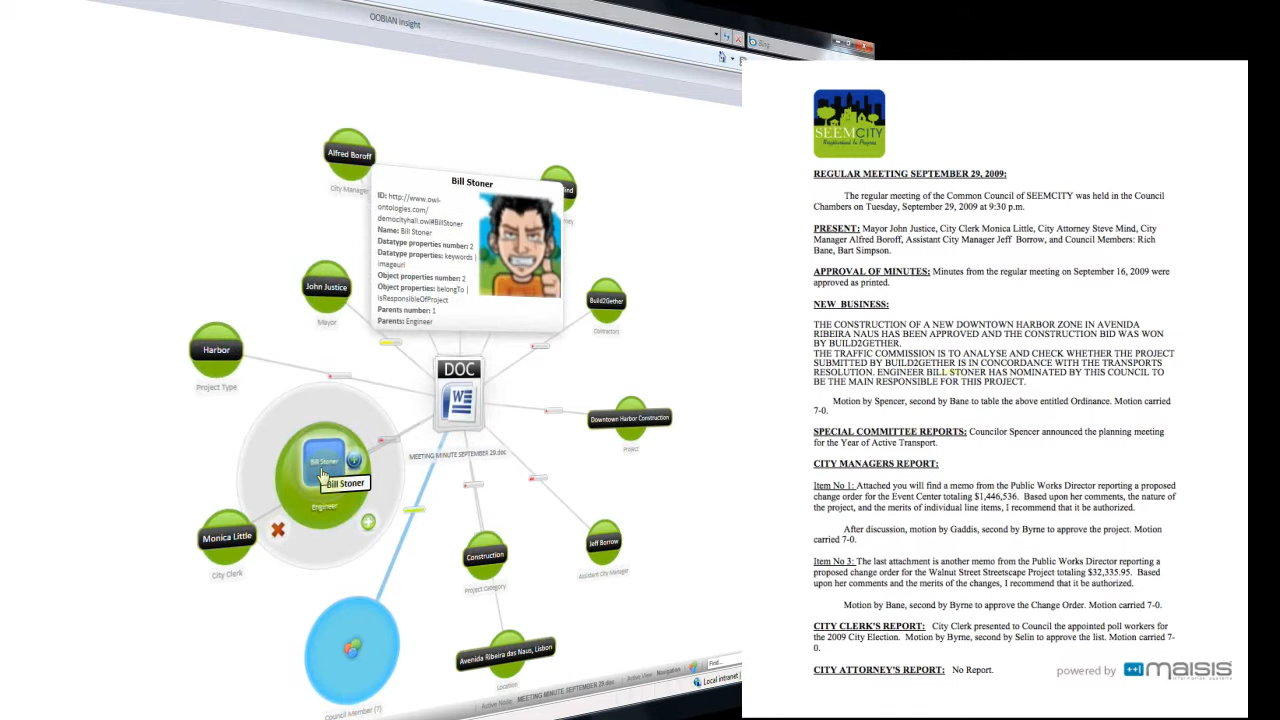 OOBIAN Insight
Bing
Alfred Boroff
City Manager
Bill Stoner
ID: http://www.owl-
ontologies.com/
democityhall.owl#BillStoner
Name: Bill Stoner
Datatype properties number: 2
Datatype properties: keywords |
imageurl
Object properties number: 2
Object properties: belongTo |
isResponsibleOfProject
Parents number: 1
Parents: Engineer
John Justice
Mayor
Build2Gether
Contractors
Harbor
Project Type
DOC
W
Downtown Harbor Construction
Project
MEETING MINUTE SEPTEMBER 29.doc
Bill Stoner
Bill Stoner
Engineer
Monica Little
City Clerk
Construction
Project Category
Jeff Borrow
Assistant City Manager
Avenida Ribeira das Naus, Lisbon
Location
Council Member (7)
Active Node: MEETING MINUTE SEPTEMBER 29.doc Active View Navigation Find...
Local intranet
SEEMCITY
Neighborhood In Progress
REGULAR MEETING SEPTEMBER 29, 2009:
The regular meeting of the Common Council of SEEMCITY was held in the Council
Chambers on Tuesday, September 29, 2009 at 9:30 p.m.
PRESENT: Mayor John Justice, City Clerk Monica Little, City Attorney Steve Mind, City
Manager Alfred Boroff, Assistant City Manager Jeff Borrow, and Council Members: Rich
Bane, Bart Simpson.
APPROVAL OF MINUTES: Minutes from the regular meeting on September 16, 2009 were
approved as printed.
NEW BUSINESS:
THE CONSTRUCTION OF A NEW DOWNTOWN HARBOR ZONE IN AVENIDA
RIBEIRA NAUS HAS BEEN APPROVED AND THE CONSTRUCTION BID WAS WON
BY BUILD2GETHER.
THE TRAFFIC COMMISSION IS TO ANALYSE AND CHECK WHETHER THE PROJECT
SUBMITTED BY BUILD2GETHER IS IN CONCORDANCE WITH THE TRANSPORTS
RESOLUTION. ENGINEER BILL STONER HAS NOMINATED BY THIS COUNCIL TO
BE THE MAIN RESPONSIBLE FOR THIS PROJECT.
Motion by Spencer, second by Bane to table the above entitled Ordinance. Motion carried
7-0.
SPECIAL COMMITTEE REPORTS: Councilor Spencer announced the planning meeting
for the Year of Active Transport.
CITY MANAGERS REPORT:
Item No 1: Attached you will find a memo from the Public Works Director reporting a proposed
change order for the Event Center totaling $1,446,536. Based upon her comments, the nature of
the project, and the merits of individual line items, I recommend that it be authorized.
After discussion, motion by Gaddis, second by Byrne to approve the project. Motion
carried 7-0.
Item No 3: The last attachment is another memo from the Public Works Director reporting a
proposed change order for the Walnut Street Streetscape Project totaling $32,335.95. Based
upon her comments and the merits of the changes, I recommend that it be authorized.
Motion by Bane, second by Byrne to approve the Change Order. Motion carried 7-0.
CITY CLERK'S REPORT: City Clerk presented to Council the appointed poll workers for
the 2009 City Election. Motion by Byrne, second by Selin to approve the list. Motion carried 7-
0.
CITY ATTORNEY'S REPORT: No Report.
powered by maisis
information systems